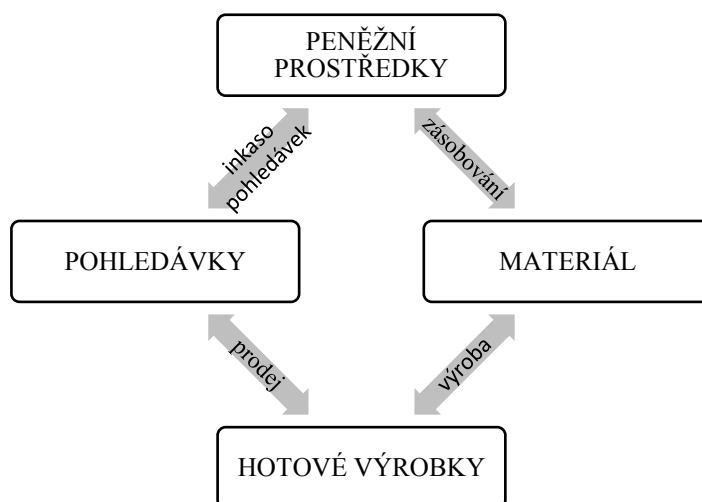 PENĚŽNÍ
PROSTŘEDKY
inkaso
pohledávek
zásobování
POHLEDÁVKY
MATERIÁL
prodej
výroba
HOTOVÉ VÝROBKY